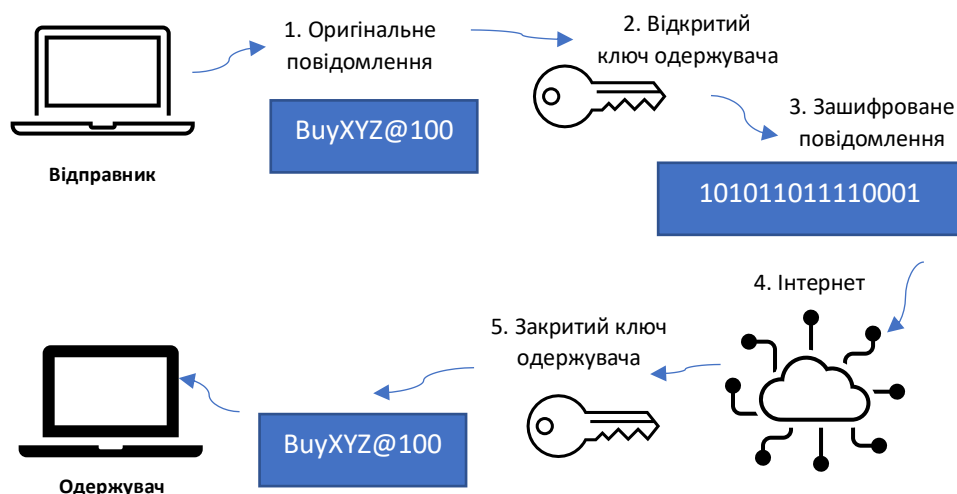 1. Оригінальне
повідомлення
BuyXYZ@100
Відправник
2. Відкритий
ключ одержувача
3. Зашифроване
повідомлення
101011011110001
4. Інтернет
5. Закритий ключ
одержувача
BuyXYZ@100
Одержувач